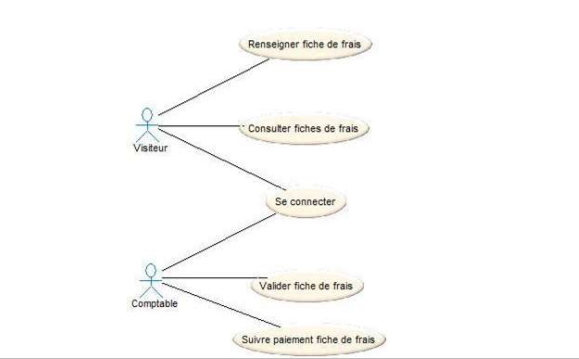 Renseigner fiche de frais
Consulter fiches de frais
Visiteur
Se connecter
Valider fiche de frais
Comptable
Suivre paiement fiche de frais